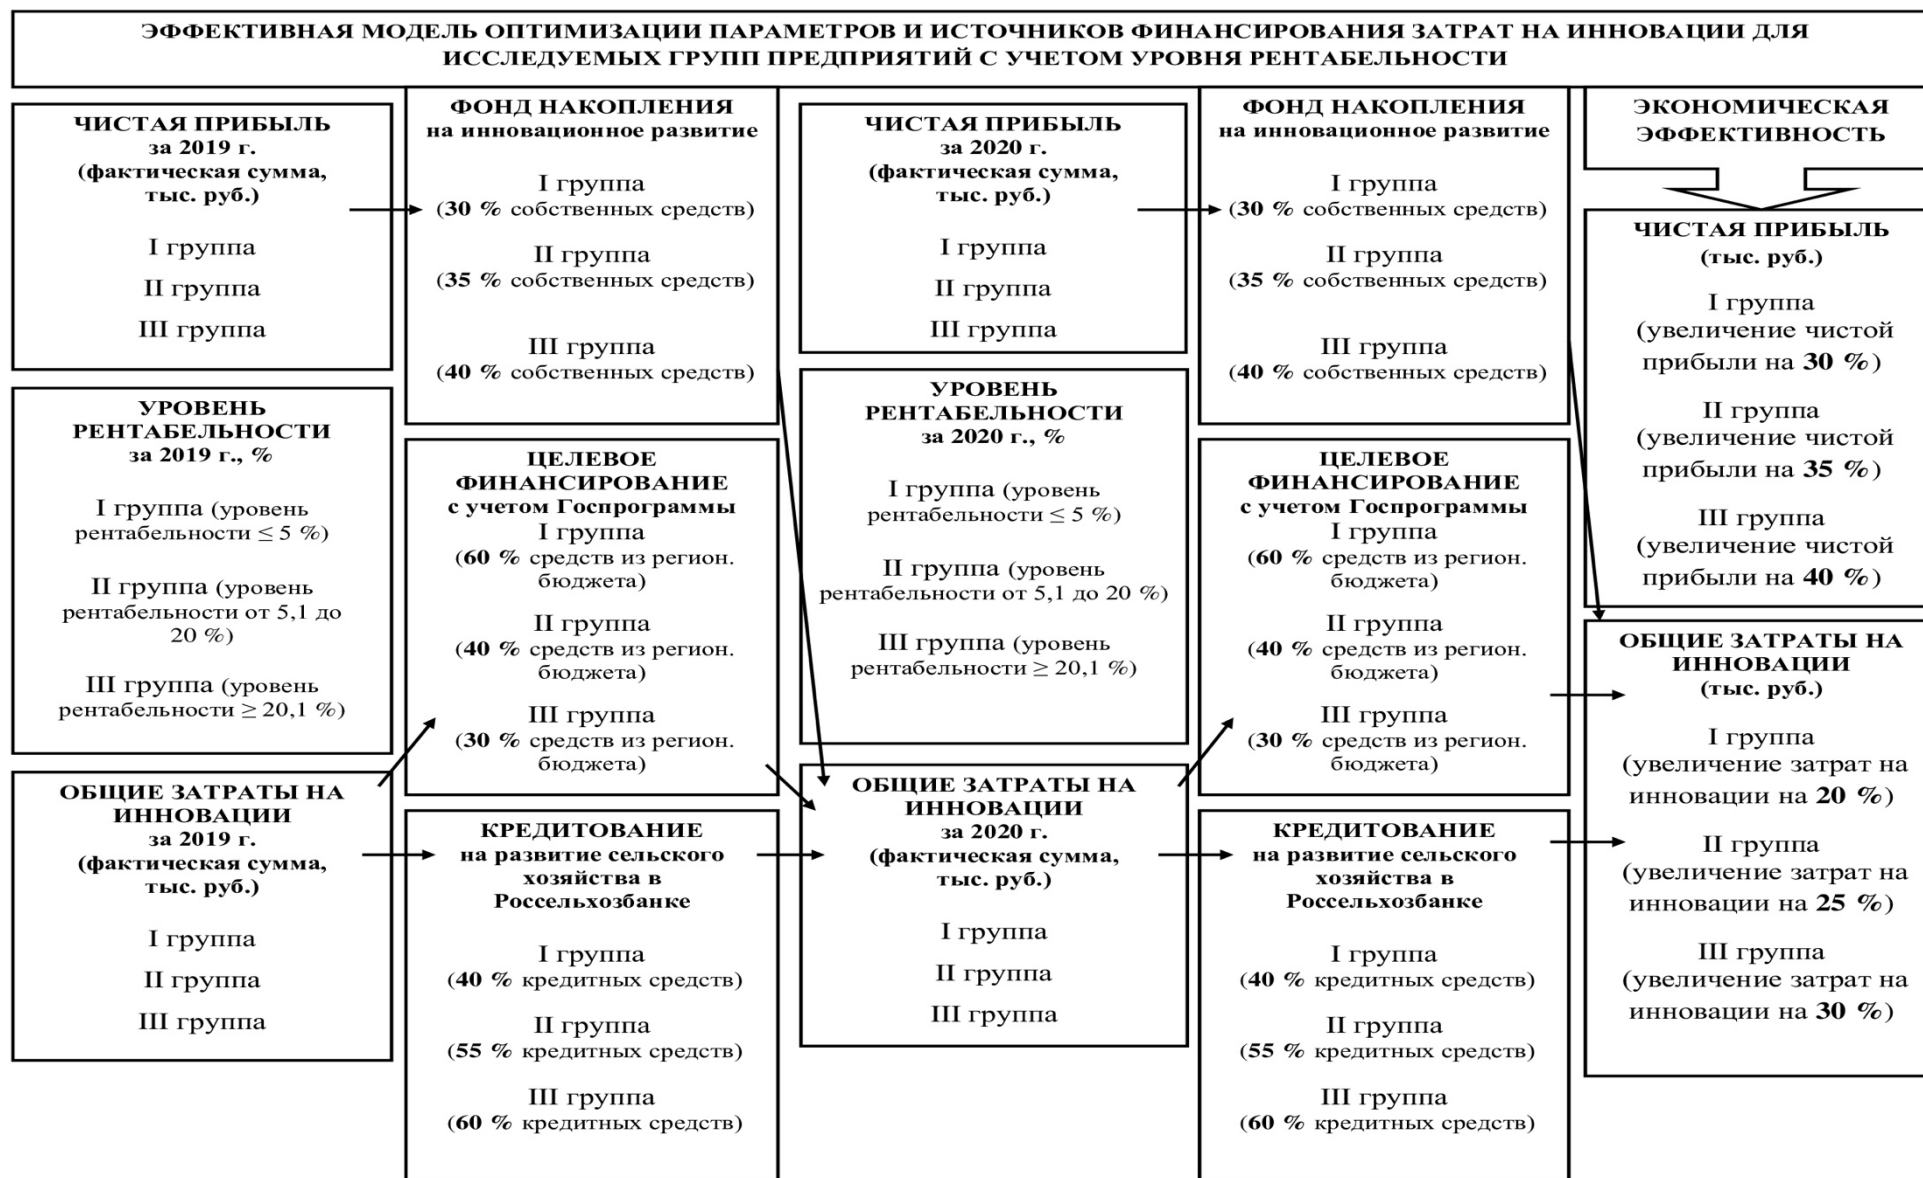 ЭФФЕКТИВНАЯ МОДЕЛЬ ОПТИМИЗАЦИИ ПАРАМЕТРОВ И ИСТОЧНИКОВ ФИНАНСИРОВАНИЯ ЗАТРАТ НА ИННОВАЦИИ ДЛЯ
ИССЛЕДУЕМЫХ ГРУПП ПРЕДПРИЯТИЙ С УЧЕТОМ УРОВНЯ РЕНТАБЕЛЬНОСТИ
ЧИСТАЯ ПРИБЫЛЬ
за 2019 г.
(фактическая сумма,
тыс. руб.)
I группа
II группа
III группа
УРОВЕНЬ
РЕНТАБЕЛЬНОСТИ
за 2019 г., %
I группа (уровень
рентабельности ≤ 5 %)
II группа (уровень
рентабельности от 5,1 до
20 %)
III группа (уровень
рентабельности ≥ 20,1 %)
ОБЩИЕ ЗАТРАТЫ НА
ИННОВАЦИИ
за 2019 г.
(фактическая сумма,
тыс. руб.)
I группа
II группа
III группа
ФОНД НАКОПЛЕНИЯ
на инновационное развитие
I группа
(30 % собственных средств)
II группа
(35 % собственных средств)
III группа
(40 % собственных средств)
ЦЕЛЕВОЕ
ФИНАНСИРОВАНИЕ
с учетом Госпрограммы
I группа
(60 % средств из регион.
бюджета)
II группа
(40 % средств из регион.
бюджета)
III группа
(30 % средств из регион.
бюджета)
КРЕДИТОВАНИЕ
на развитие сельского
хозяйства в
Россельхозбанке
I группа
(40 % кредитных средств)
II группа
(55 % кредитных средств)
III группа
(60 % кредитных средств)
ЧИСТАЯ ПРИБЫЛЬ
за 2020 г.
(фактическая сумма,
тыс. руб.)
I группа
II группа
III группа
УРОВЕНЬ
РЕНТАБЕЛЬНОСТИ
за 2020 г., %
I группа (уровень
рентабельности ≤ 5 %)
II группа (уровень
рентабельности от 5,1 до 20 %)
III группа (уровень
рентабельности ≥ 20,1 %)
ОБЩИЕ ЗАТРАТЫ НА
ИННОВАЦИИ
за 2020 г.
(фактическая сумма,
тыс. руб.)
I группа
II группа
III группа
ФОНД НАКОПЛЕНИЯ
на инновационное развитие
I группа
(30 % собственных средств)
II группа
(35 % собственных средств)
III группа
(40 % собственных средств)
ЦЕЛЕВОЕ
ФИНАНСИРОВАНИЕ
с учетом Госпрограммы
I группа
(60 % средств из регион.
бюджета)
II группа
(40 % средств из регион.
бюджета)
III группа
(30 % средств из регион.
бюджета)
КРЕДИТОВАНИЕ
на развитие сельского
хозяйства в
Россельхозбанке
I группа
(40 % кредитных средств)
II группа
(55 % кредитных средств)
III группа
(60 % кредитных средств)
ЭКОНОМИЧЕСКАЯ
ЭФФЕКТИВНОСТЬ
ЧИСТАЯ ПРИБЫЛЬ
(тыс. руб.)
I группа
(увеличение чистой
прибыли на 30 %)
II группа
(увеличение чистой
прибыли на 35 %)
III группа
(увеличение чистой
прибыли на 40 %)
ОБЩИЕ ЗАТРАТЫ НА
ИННОВАЦИИ
(тыс. руб.)
I группа
(увеличение затрат на
инновации на 20 %)
II группа
(увеличение затрат на
инновации на 25 %)
III группа
(увеличение затрат на
инновации на 30 %)